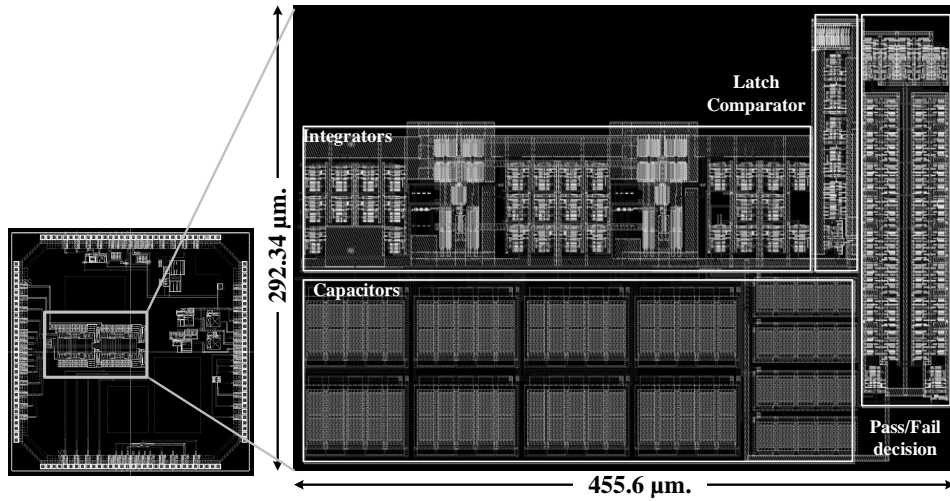 Latch
Comparator
Integrators
292.34 µm.
Capacitors
Pass/Fail
decision
455.6 µm.